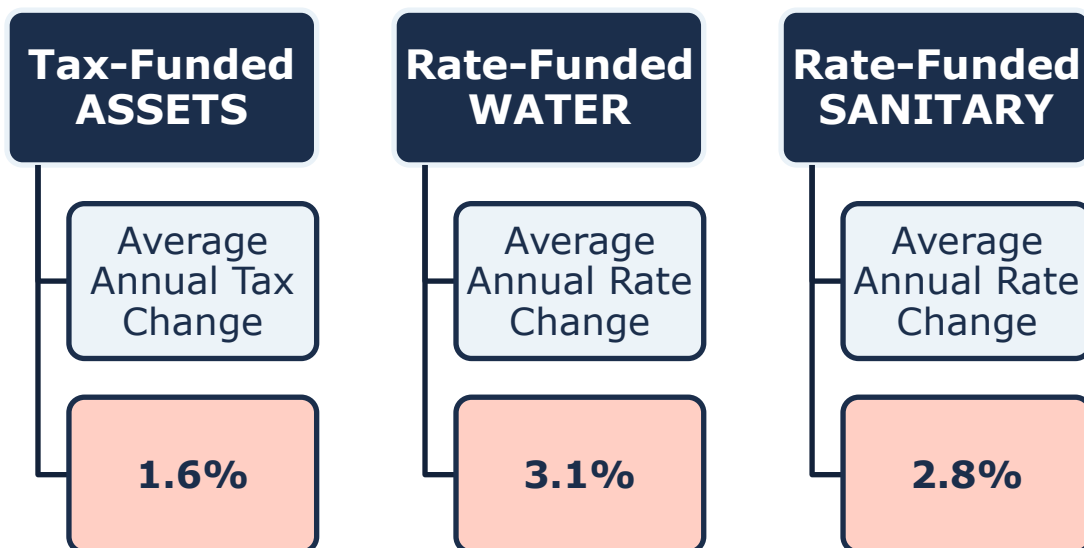 Tax-Funded
ASSETS
Average
Annual Tax
Change
1.6%
Rate-Funded
WATER
Average
Annual Rate
Change
3.1%
Rate-Funded
SANITARY
Average
Annual Rate
Change
2.8%